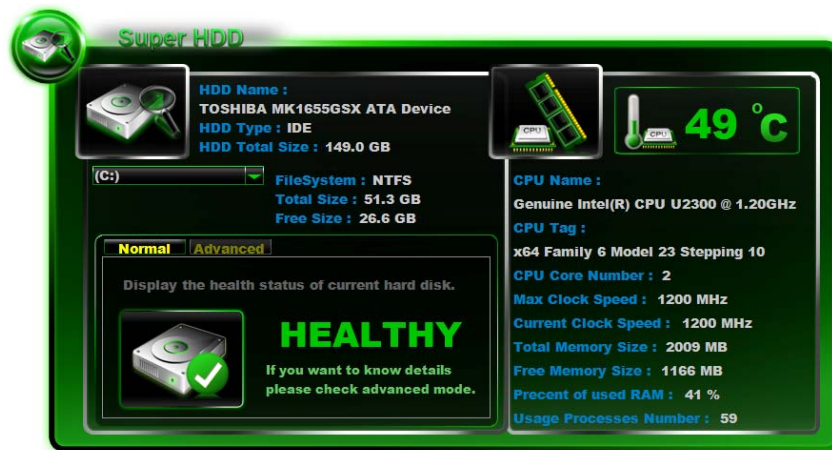 Super HDD
HDD Name :
TOSHIBA MK1655GSX ATA Device
HDD Type : IDE
HDD Total Size : 149.0 GB
(C:)
FileSystem : NTFS
Total Size : 51.3 GB
Free Size : 26.6 GB
Normal Advanced
Display the health status of current hard disk.
HEALTHY
If you want to know details
please check advanced mode.
CPU
CPU
49 °C
CPU Name :
Genuine Intel(R) CPU U2300 @ 1.20GHz
CPU Tag :
x64 Family 6 Model 23 Stepping 10
CPU Core Number : 2
Max Clock Speed : 1200 MHz
Current Clock Speed : 1200 MHz
Total Memory Size : 2009 MB
Free Memory Size : 1166 MB
Precent of used RAM : 41 %
Usage Processes Number : 59